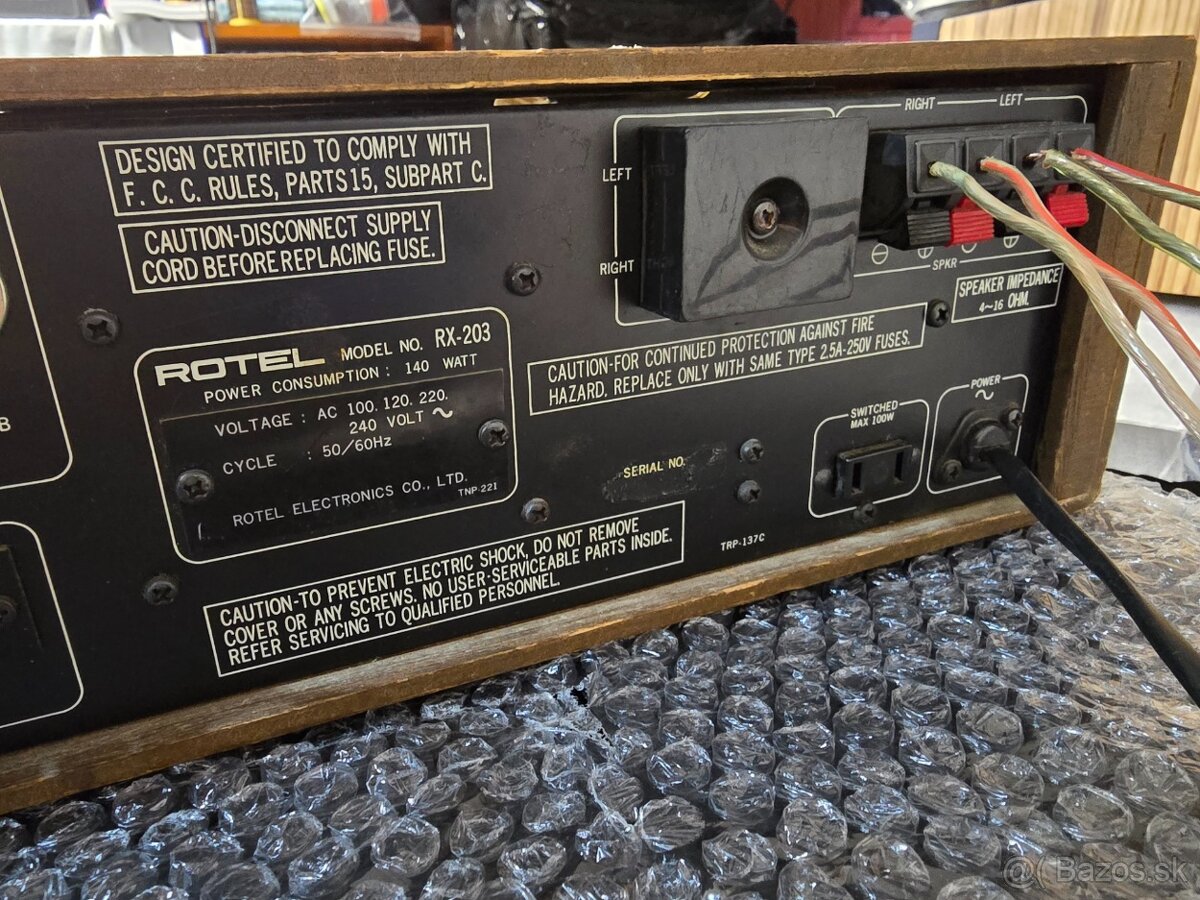 DESIGN CERTIFIED TO COMPLY WITH
F. C. C. RULES, PARTS 15, SUBPART C.
CAUTION-DISCONNECT SUPPLY
CORD BEFORE REPLACING FUSE.
RIGHT
LEFT
LEFT
RIGHT
⊖ ⊕ ⊖ ⊕
SPKR
SPEAKER IMPEDANCE
4~16 OHM.
B
ROTEL MODEL NO. RX-203
POWER CONSUMPTION : 140 WATT
VOLTAGE : AC 100. 120. 220.
240 VOLT ~
CYCLE : 50/60Hz
ROTEL ELECTRONICS CO., LTD.
TNP-221
CAUTION-FOR CONTINUED PROTECTION AGAINST FIRE
HAZARD, REPLACE ONLY WITH SAME TYPE 2.5A-250V FUSES.
SERIAL NO.
SWITCHED
MAX 100W
POWER
~
CAUTION-TO PREVENT ELECTRIC SHOCK, DO NOT REMOVE
COVER OR ANY SCREWS. NO USER-SERVICEABLE PARTS INSIDE.
REFER SERVICING TO QUALIFIED PERSONNEL.
TRP-137C
@( Bazos.sk